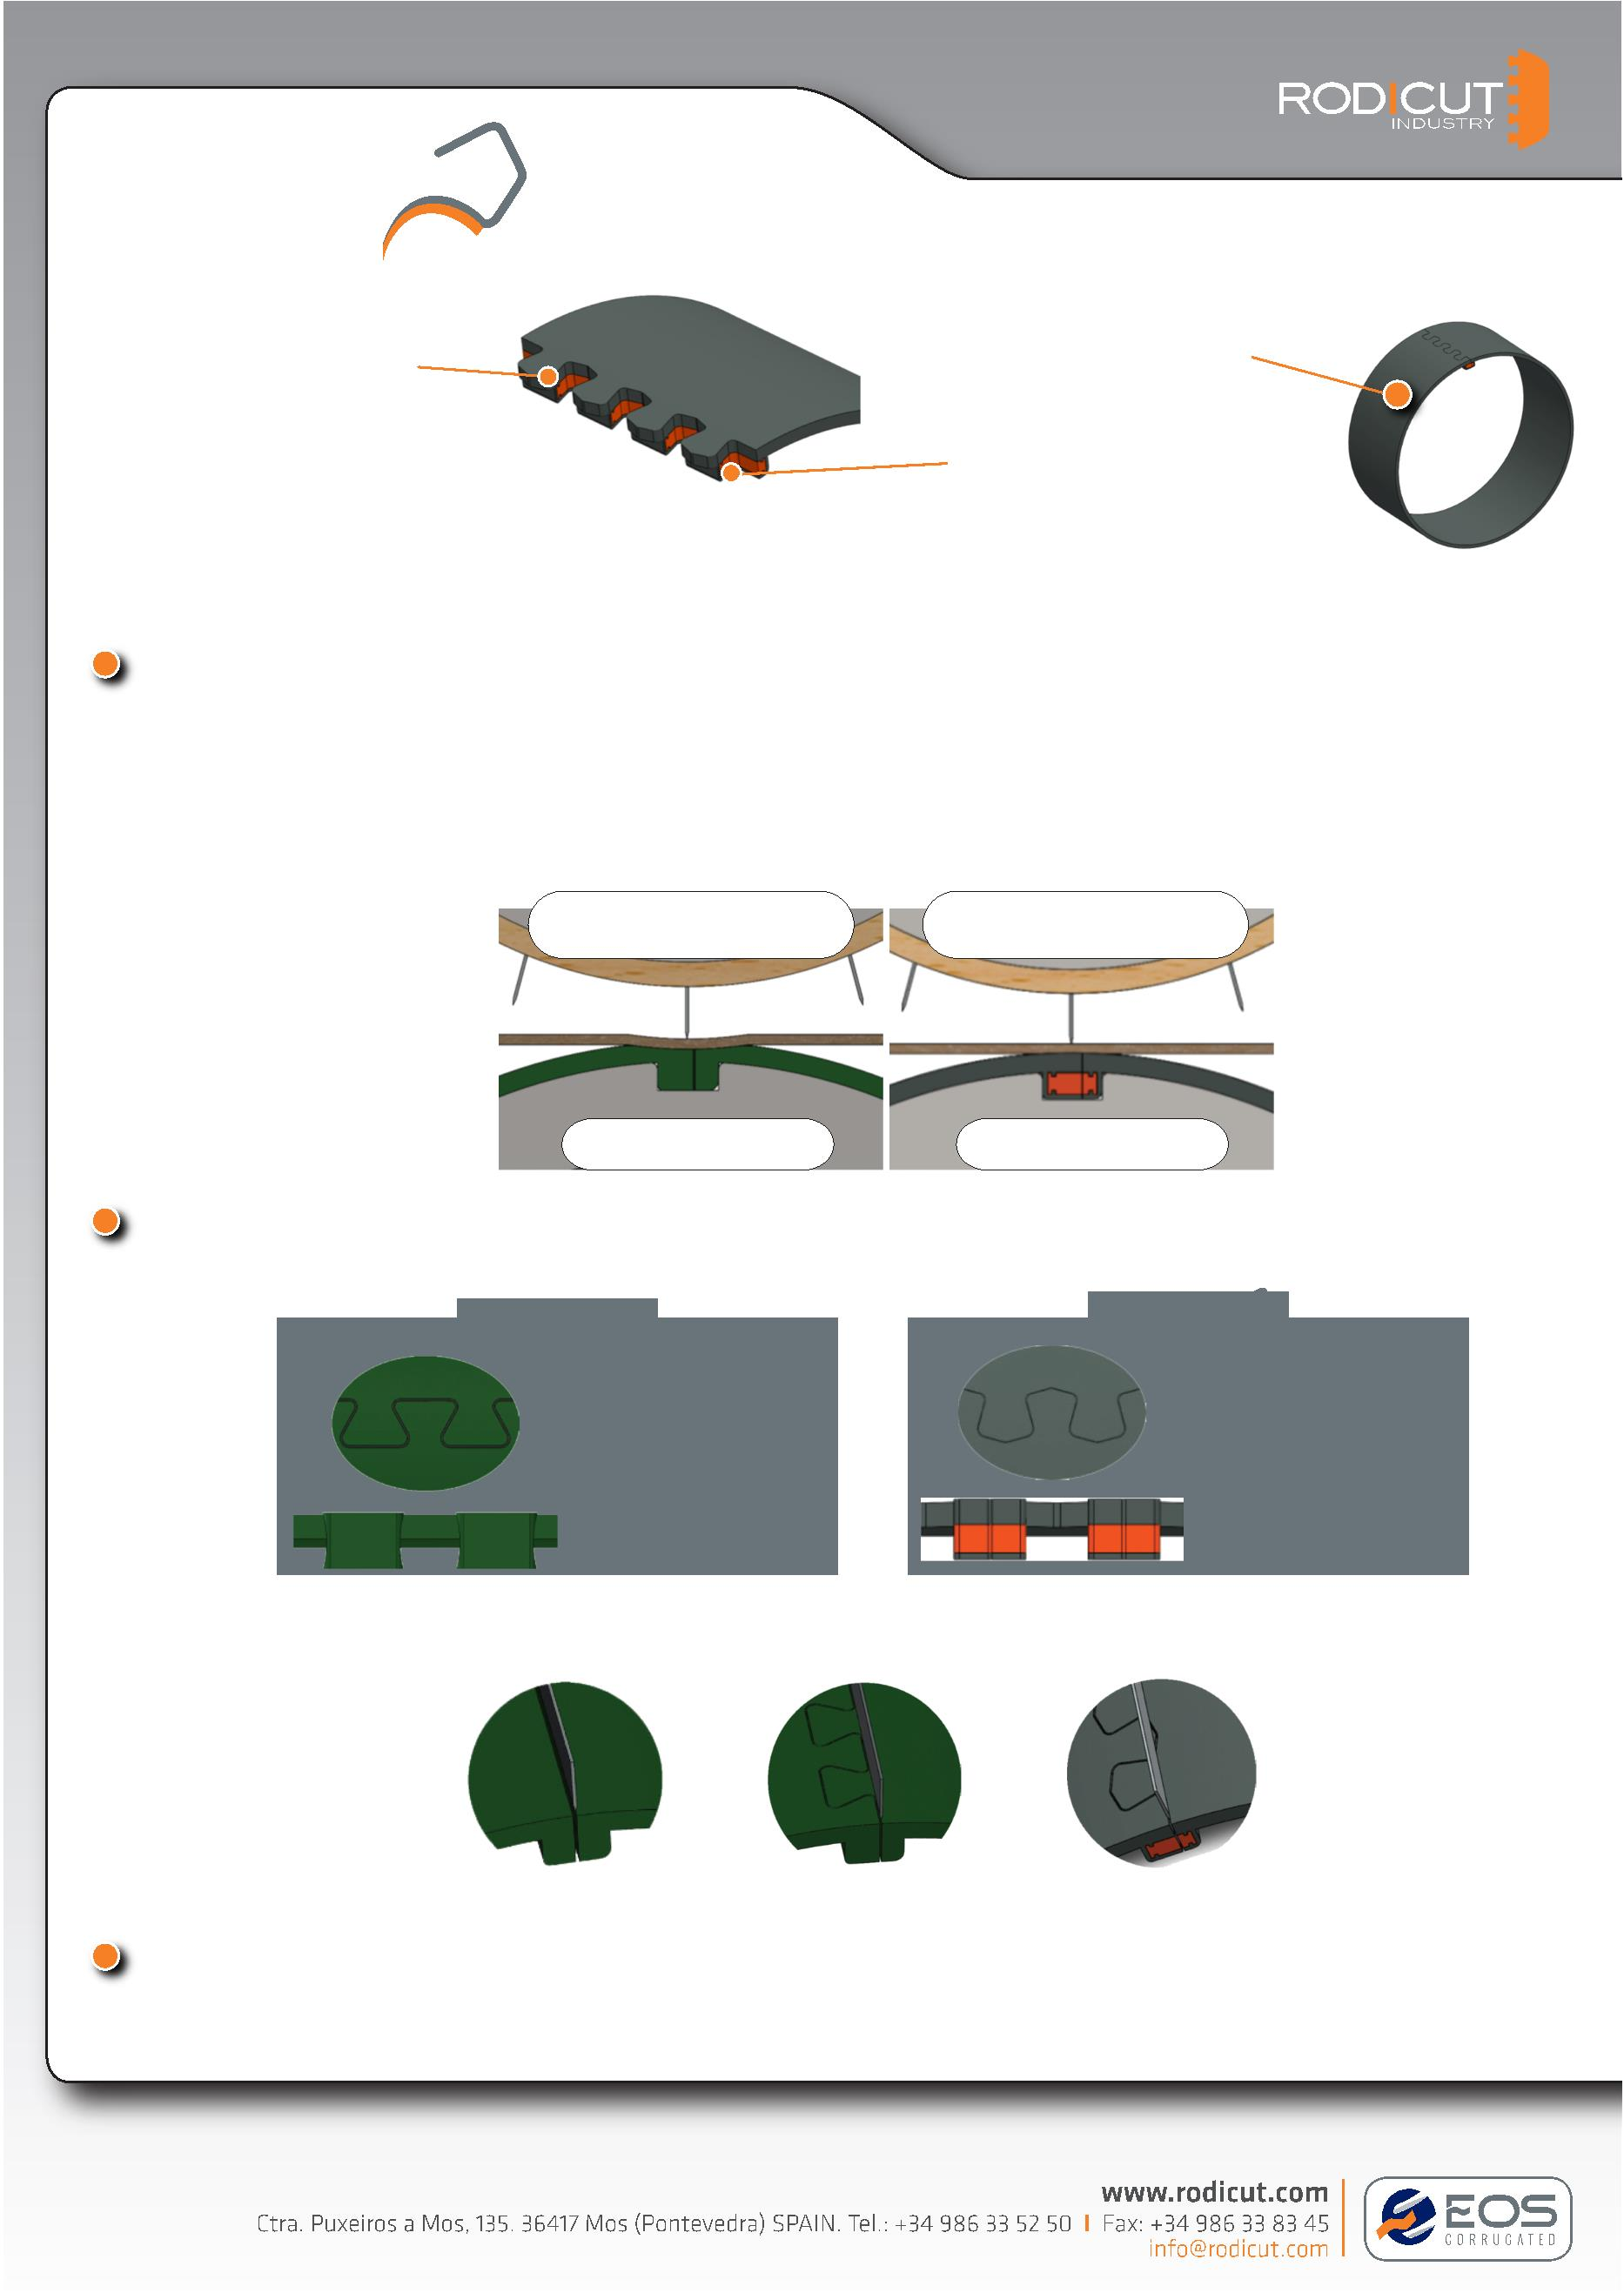 RODICUT
INDUSTRY
www.rodicut.com
Ctra. Puxeiros a Mos, 135. 36417 Mos (Pontevedra) SPAIN. Tel.: +34 986 33 52 50 | Fax: +34 986 33 83 45
info@rodicut.com
EOS
CORRUGATED